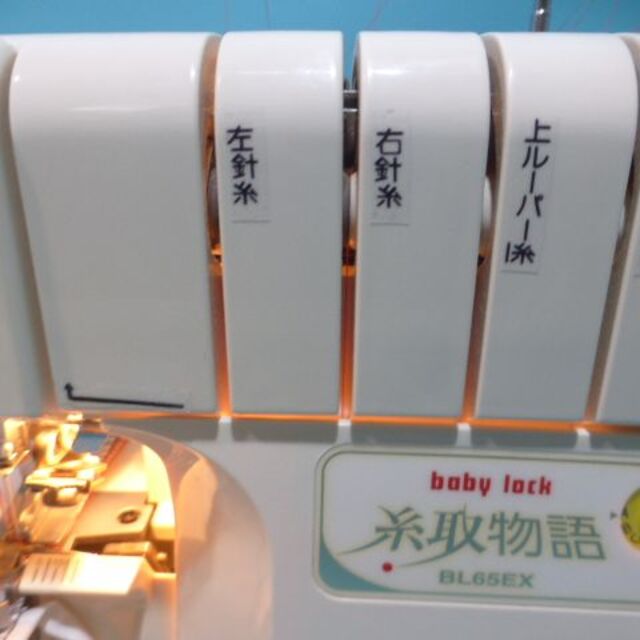 左針糸
右針糸
上ルーパー糸
baby lock
糸取物語
BL65EX